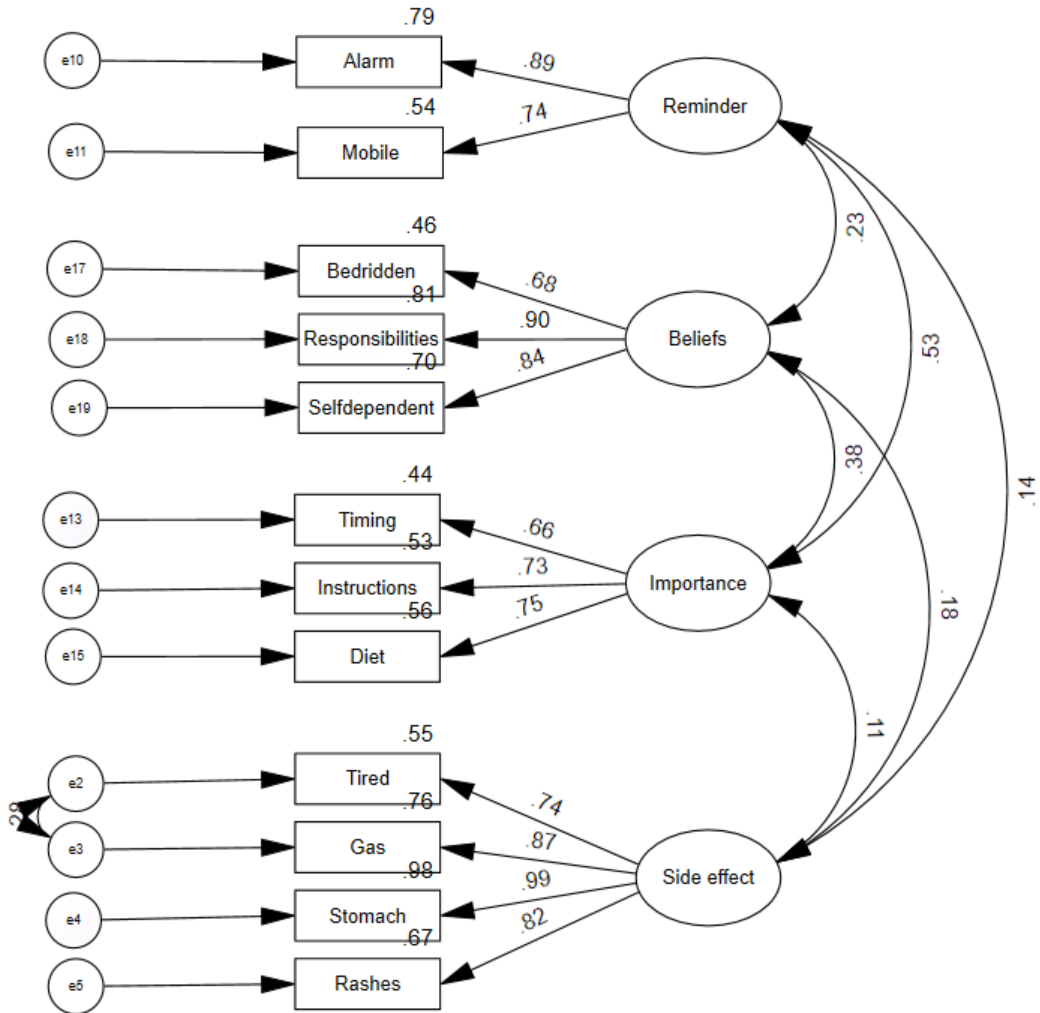 .79
e10
Alarm
.89
Reminder
.54
.74
e11
Mobile
.23
.46
e17
Bedridden
.68
.81
.90
e18
Responsibilities
Beliefs
.53
.70
.84
e19
Selfdependent
.38
.44
.14
e13
Timing
.66
.53
.73
e14
Instructions
Importance
.56
.75
.18
e15
Diet
.11
.55
e2
Tired
.74
.76
.28
.87
e3
Gas
.98
.99
Side effect
e4
Stomach
.82
.67
e5
Rashes